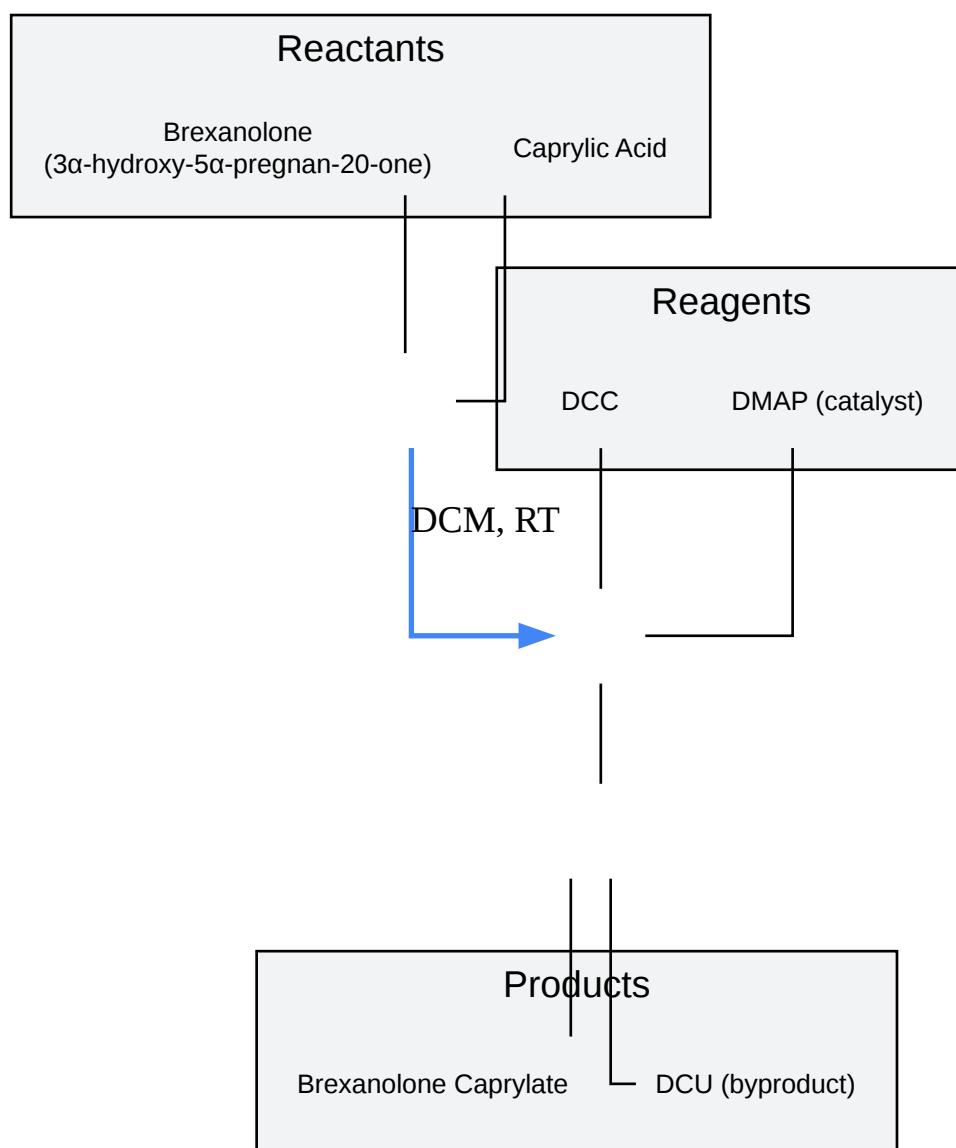 Reactants
Brexanolone
(3α-hydroxy-5α-pregnan-20-one)
Caprylic Acid
Reagents
DCC
DMAP (catalyst)
DCM, RT
Products
Brexanolone Caprylate
DCU (byproduct)